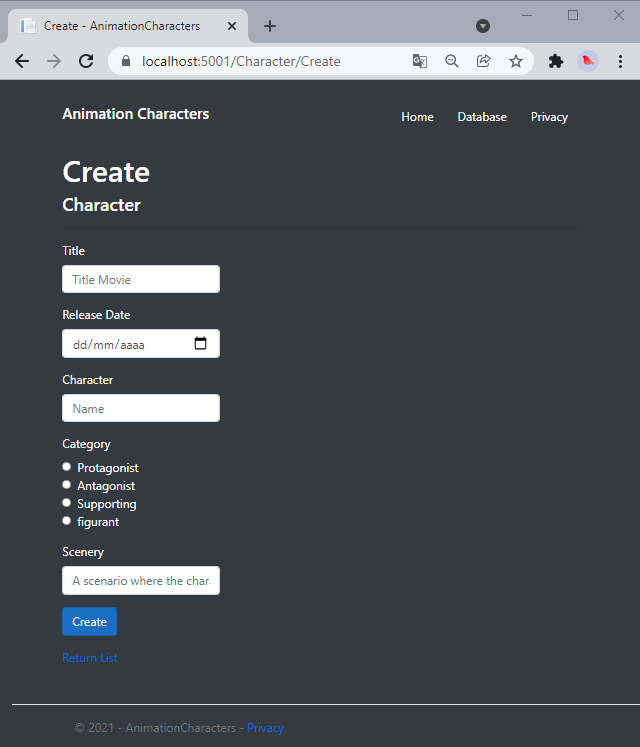 Create - AnimationCharacters
localhost:5001/Character/Create
Animation Characters
Home Database Privacy
Create
Character
Title
Title Movie
Release Date
dd/mm/aaaa
Character
Name
Category
Protagonist
Antagonist
Supporting
figurant
Scenery
A scenario where the char
Create
Return List
© 2021 - AnimationCharacters - Privacy